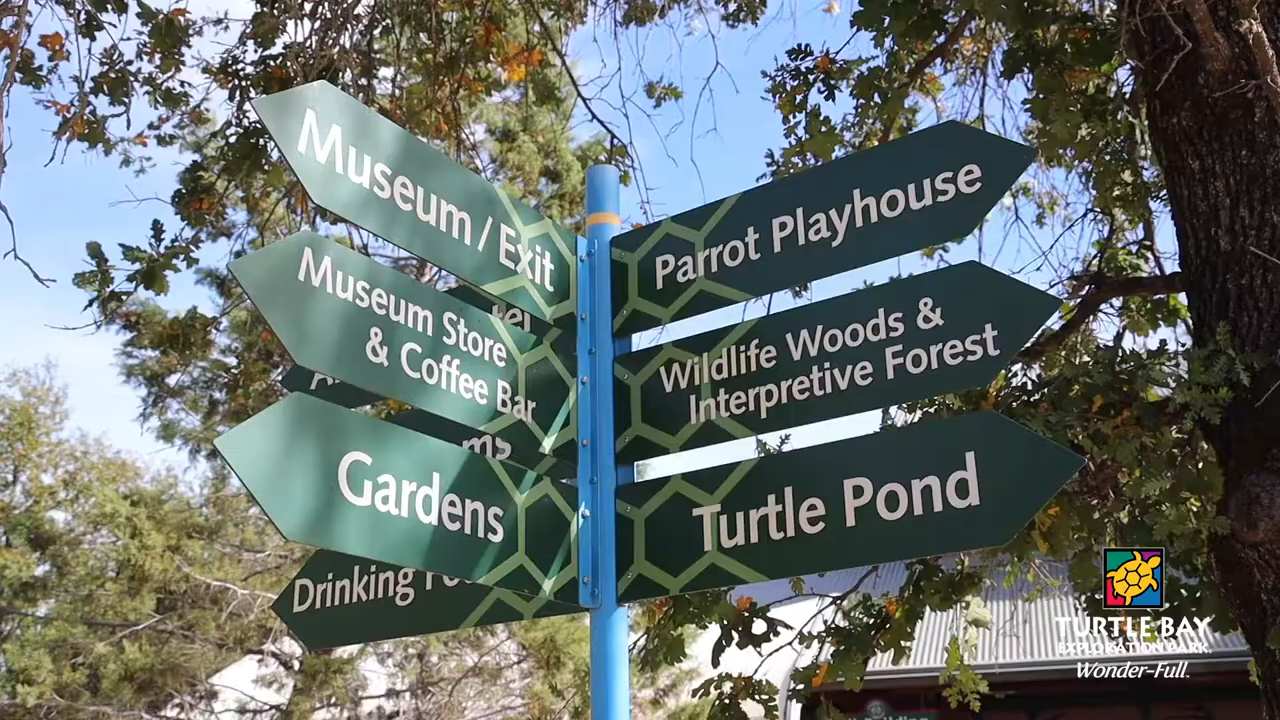 Museum / Exit
Museum Store
& Coffee Bar
Gardens
Drinking
Parrot Playhouse
Wildlife Woods &
Interpretive Forest
Turtle Pond
TURTLE BAY
EXPLORATION PARK.
Wonder-Full.